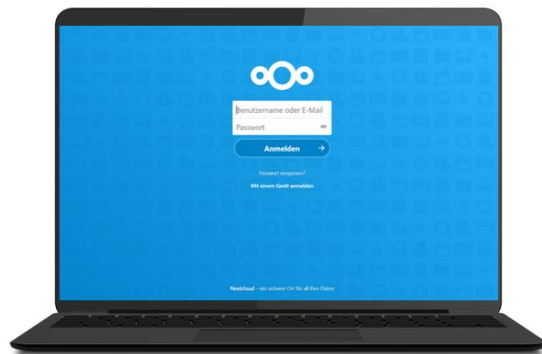 Benutzername oder E-Mail
Passwort
Anmelden
Passwort vergessen?
Mit einem Gerät anmelden
Nextcloud – ein sicherer Ort für all Ihre Daten